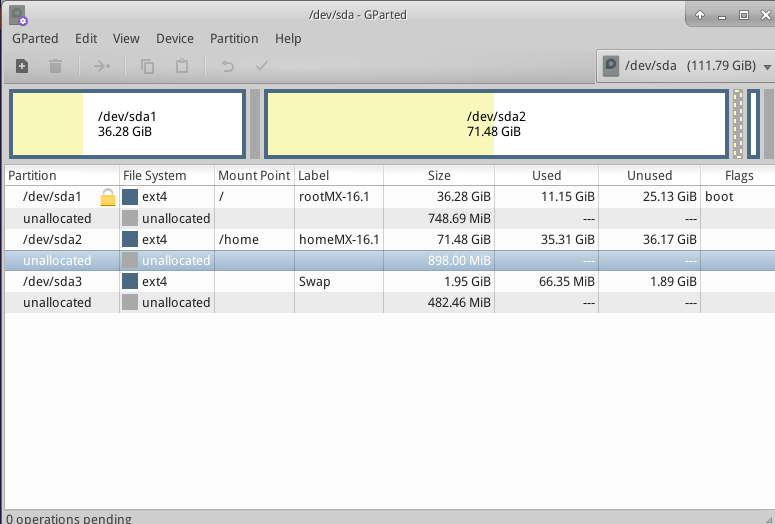 /dev/sda - GParted
GParted Edit View Device Partition Help
/dev/sda (111.79 GiB)
/dev/sda1 /dev/sda2
36.28 GiB 71.48 GiB
Partition File System Mount Point Label Size Used Unused Flags
/dev/sda1 ext4 / rootMX-16.1 36.28 GiB 11.15 GiB 25.13 GiB boot
unallocated unallocated 748.69 MiB --- ---
/dev/sda2 ext4 /home homeMX-16.1 71.48 GiB 35.31 GiB 36.17 GiB
unallocated unallocated 898.00 MiB --- ---
/dev/sda3 ext4 Swap 1.95 GiB 66.35 MiB 1.89 GiB
unallocated unallocated 482.46 MiB --- ---
0 operations pending